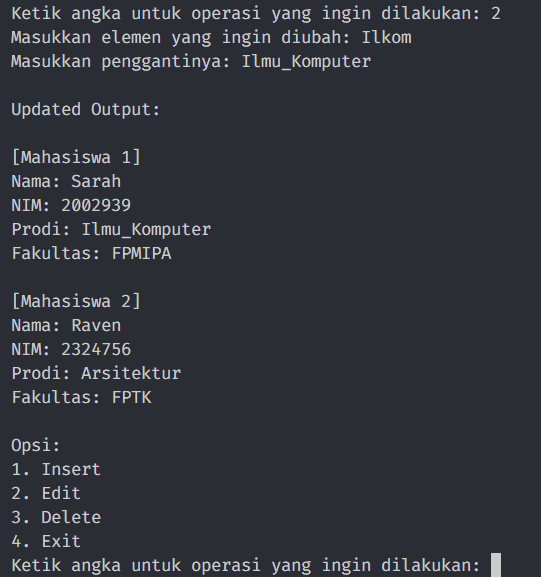 Ketik angka untuk operasi yang ingin dilakukan: 2
Masukkan elemen yang ingin diubah: Ilkom
Masukkan penggantinya: Ilmu_Komputer
Updated Output:
[Mahasiswa 1]
Nama: Sarah
NIM: 2002939
Prodi: Ilmu_Komputer
Fakultas: FPMIPA
[Mahasiswa 2]
Nama: Raven
NIM: 2324756
Prodi: Arsitektur
Fakultas: FPTK
Opsi:
1. Insert
2. Edit
3. Delete
4. Exit
Ketik angka untuk operasi yang ingin dilakukan: